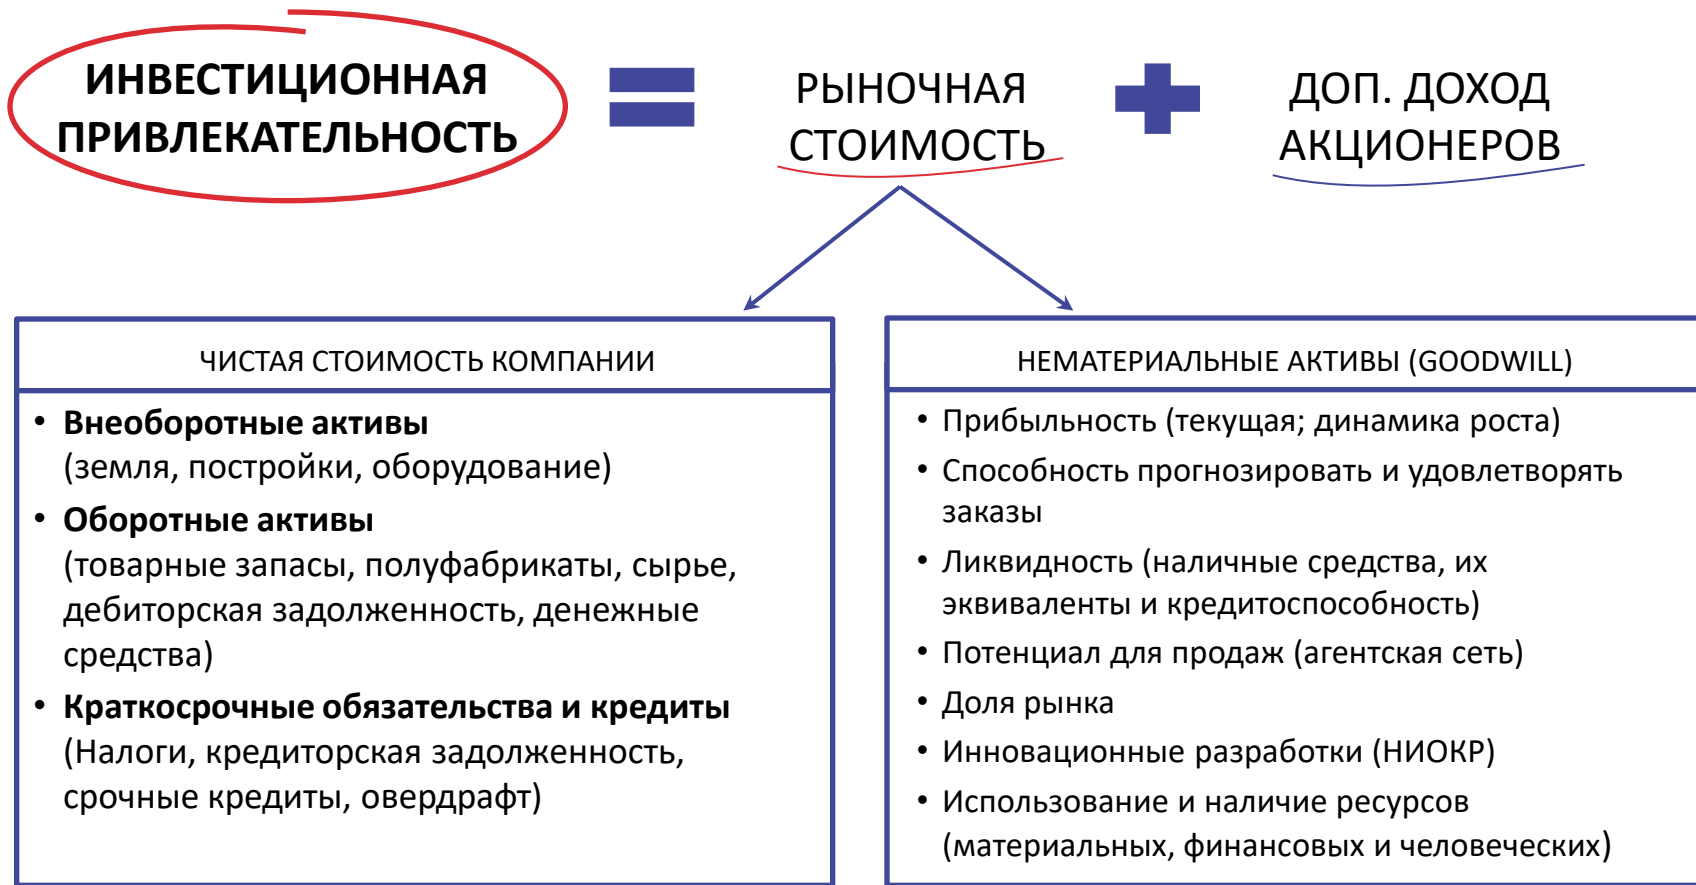 ИНВЕСТИЦИОННАЯ
ПРИВЛЕКАТЕЛЬНОСТЬ
РЫНОЧНАЯ
СТОИМОСТЬ
ДОП. ДОХОД
АКЦИОНЕРОВ
ЧИСТАЯ СТОИМОСТЬ КОМПАНИИ
• Внеоборотные активы
(земля, постройки, оборудование)
• Оборотные активы
(товарные запасы, полуфабрикаты, сырье,
дебиторская задолженность, денежные
средства)
• Краткосрочные обязательства и кредиты
(Налоги, кредиторская задолженность,
срочные кредиты, овердрафт)
НЕМАТЕРИАЛЬНЫЕ АКТИВЫ (GOODWILL)
• Прибыльность (текущая; динамика роста)
• Способность прогнозировать и удовлетворять
заказы
• Ликвидность (наличные средства, их
эквиваленты и кредитоспособность)
• Потенциал для продаж (агентская сеть)
• Доля рынка
• Инновационные разработки (НИОКР)
• Использование и наличие ресурсов
(материальных, финансовых и человеческих)